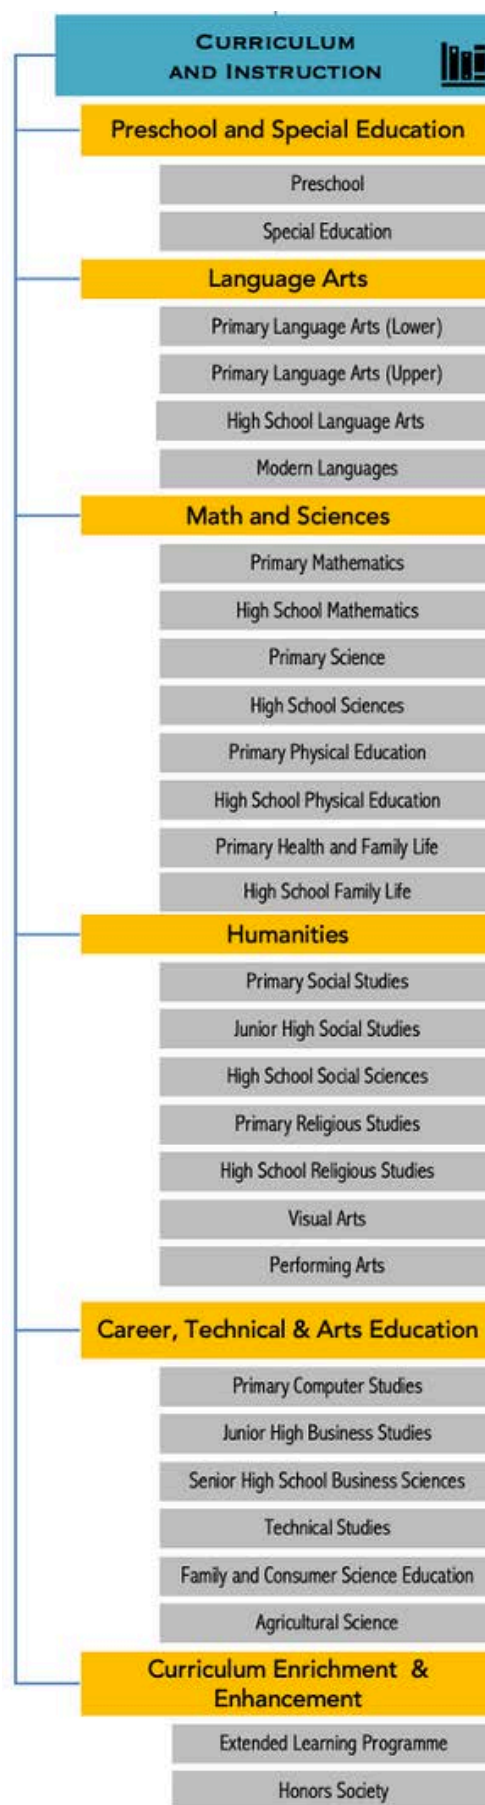 CURRICULUM
AND INSTRUCTION
Preschool and Special Education
Preschool
Special Education
Language Arts
Primary Language Arts (Lower)
Primary Language Arts (Upper)
High School Language Arts
Modern Languages
Math and Sciences
Primary Mathematics
High School Mathematics
Primary Science
High School Sciences
Primary Physical Education
High School Physical Education
Primary Health and Family Life
High School Family Life
Humanities
Primary Social Studies
Junior High Social Studies
High School Social Sciences
Primary Religious Studies
High School Religious Studies
Visual Arts
Performing Arts
Career, Technical & Arts Education
Primary Computer Studies
Junior High Business Studies
Senior High School Business Sciences
Technical Studies
Family and Consumer Science Education
Agricultural Science
Curriculum Enrichment &
Enhancement
Extended Learning Programme
Honors Society